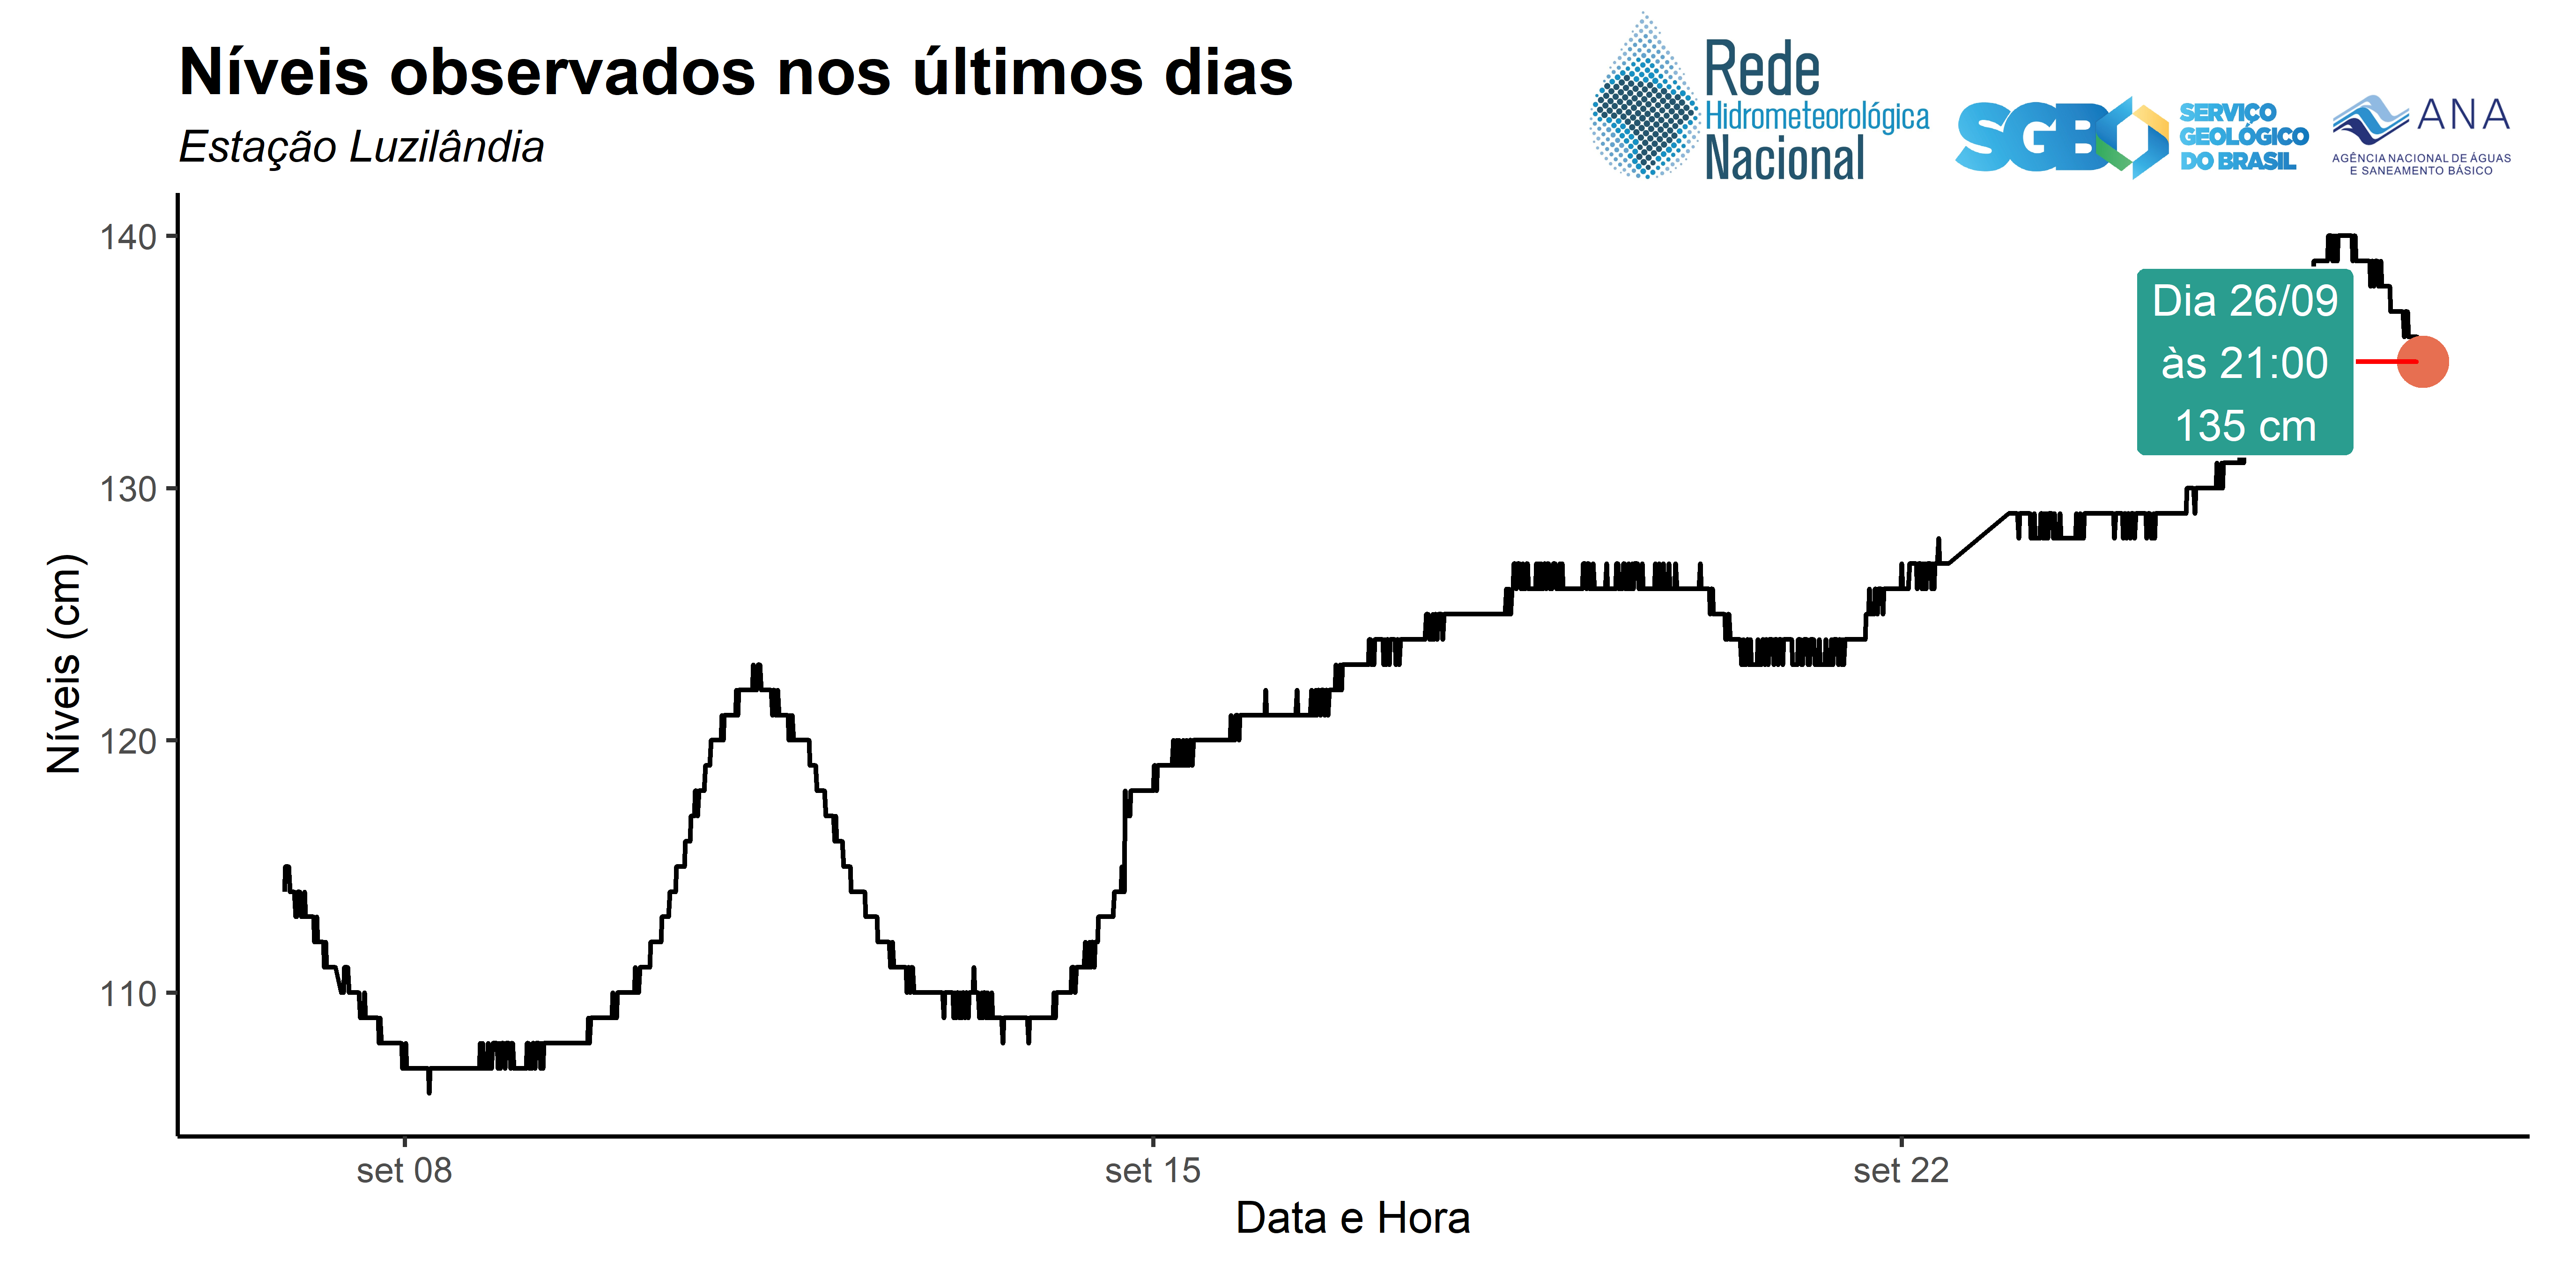 Níveis observados nos últimos dias
Estação Luzilândia
Rede
Hidrometeorológica
Nacional
SGB
SERVIÇO
GEOLÓGICO
DO BRASIL
ANA
AGÊNCIA NACIONAL DE ÁGUAS
E SANEAMENTO BÁSICO
140
130
120
110
Níveis (cm)
Dia 26/09
às 21:00
135 cm
set 08
set 15
set 22
Data e Hora